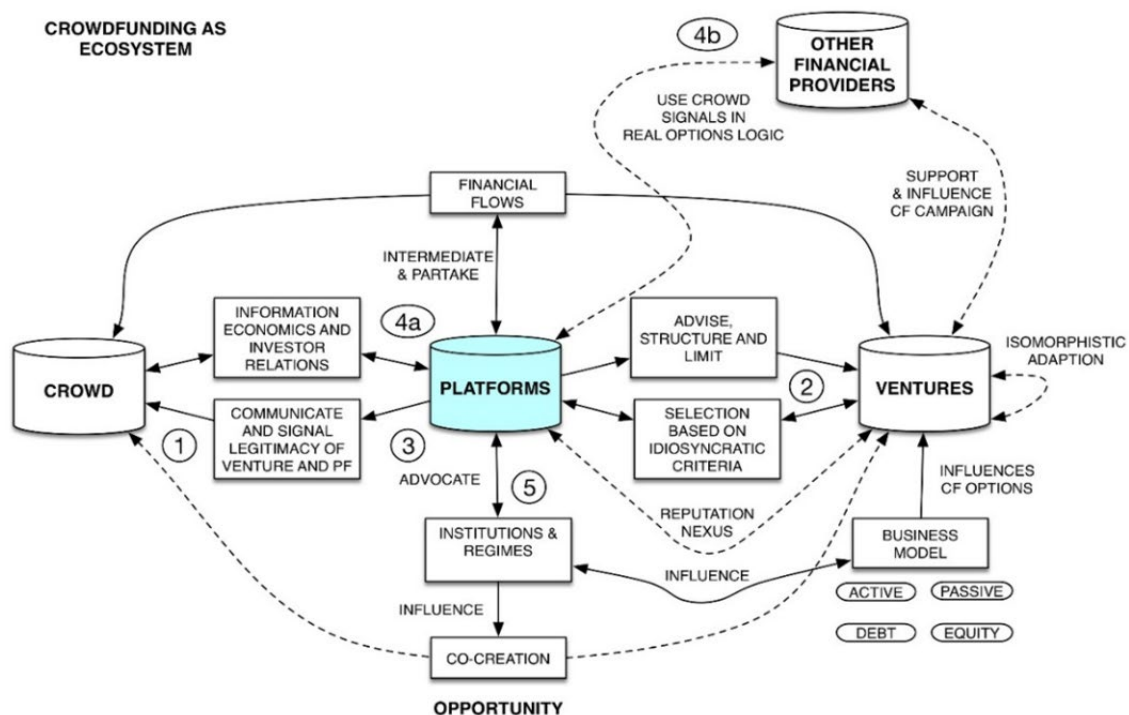 CROWDFUNDING AS
ECOSYSTEM
4b
OTHER
FINANCIAL
PROVIDERS
USE CROWD
SIGNALS IN
REAL OPTIONS LOGIC
SUPPORT
& INFLUENCE
CF CAMPAIGN
FINANCIAL
FLOWS
INTERMEDIATE
& PARTAKE
INFORMATION
ECONOMICS AND
INVESTOR
RELATIONS
4a
ADVISE,
STRUCTURE AND
LIMIT
ISOMORPHISTIC
ADAPTION
CROWD
PLATFORMS
2
VENTURES
1
COMMUNICATE
AND SIGNAL
LEGITIMACY OF
VENTURE AND PF
3
SELECTION
BASED ON
IDIOSYNCRATIC
CRITERIA
ADVOCATE
5
REPUTATION
NEXUS
INFLUENCES
CF OPTIONS
INSTITUTIONS &
REGIMES
BUSINESS
MODEL
INFLUENCE
ACTIVE
PASSIVE
INFLUENCE
DEBT
EQUITY
CO-CREATION
OPPORTUNITY